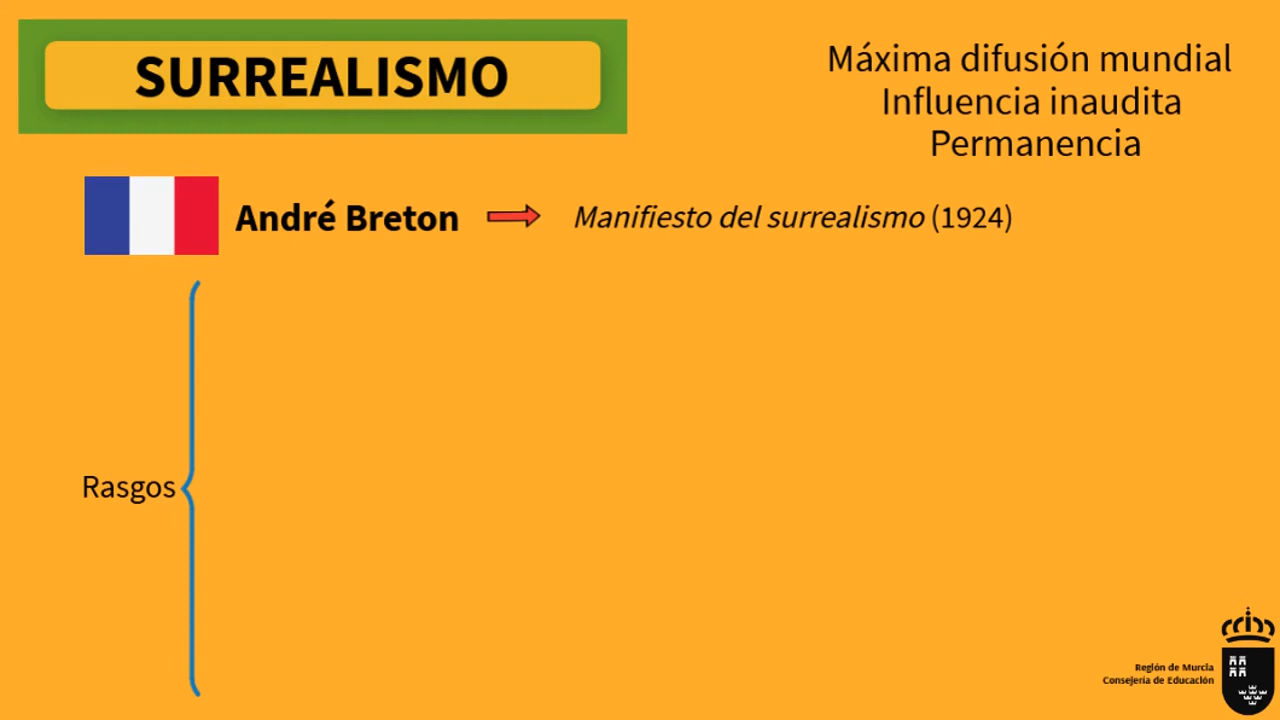 SURREALISMO
Máxima difusión mundial
Influencia inaudita
Permanencia
André Breton
Manifiesto del surrealismo (1924)
Rasgos
Región de Murcia
Consejería de Educación